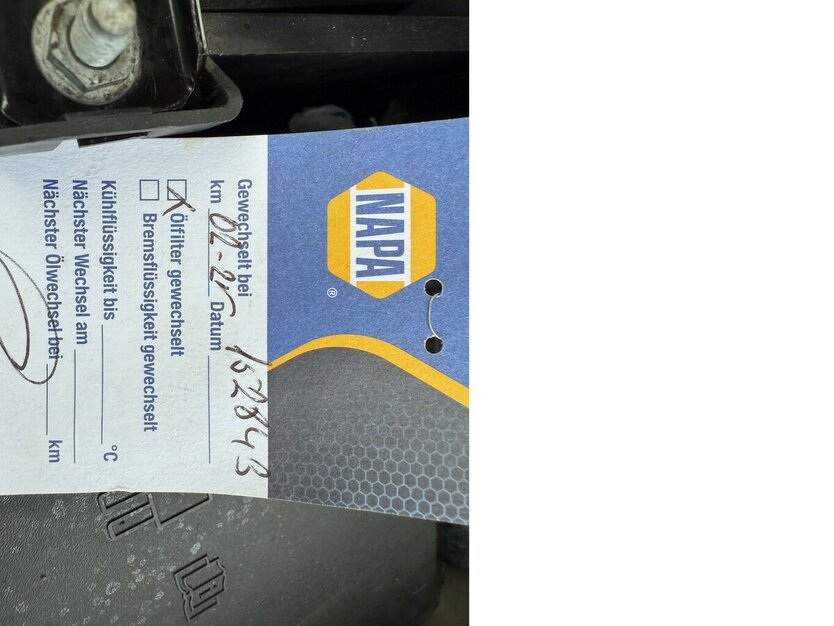 NAPA
®
Gewechselt bei
km 02-25 Datum 152843
Ölfilter gewechselt
Bremsflüssigkeit gewechselt
Kühlflüssigkeit bis °C
Nächster Wechsel am
Nächster Ölwechsel bei km